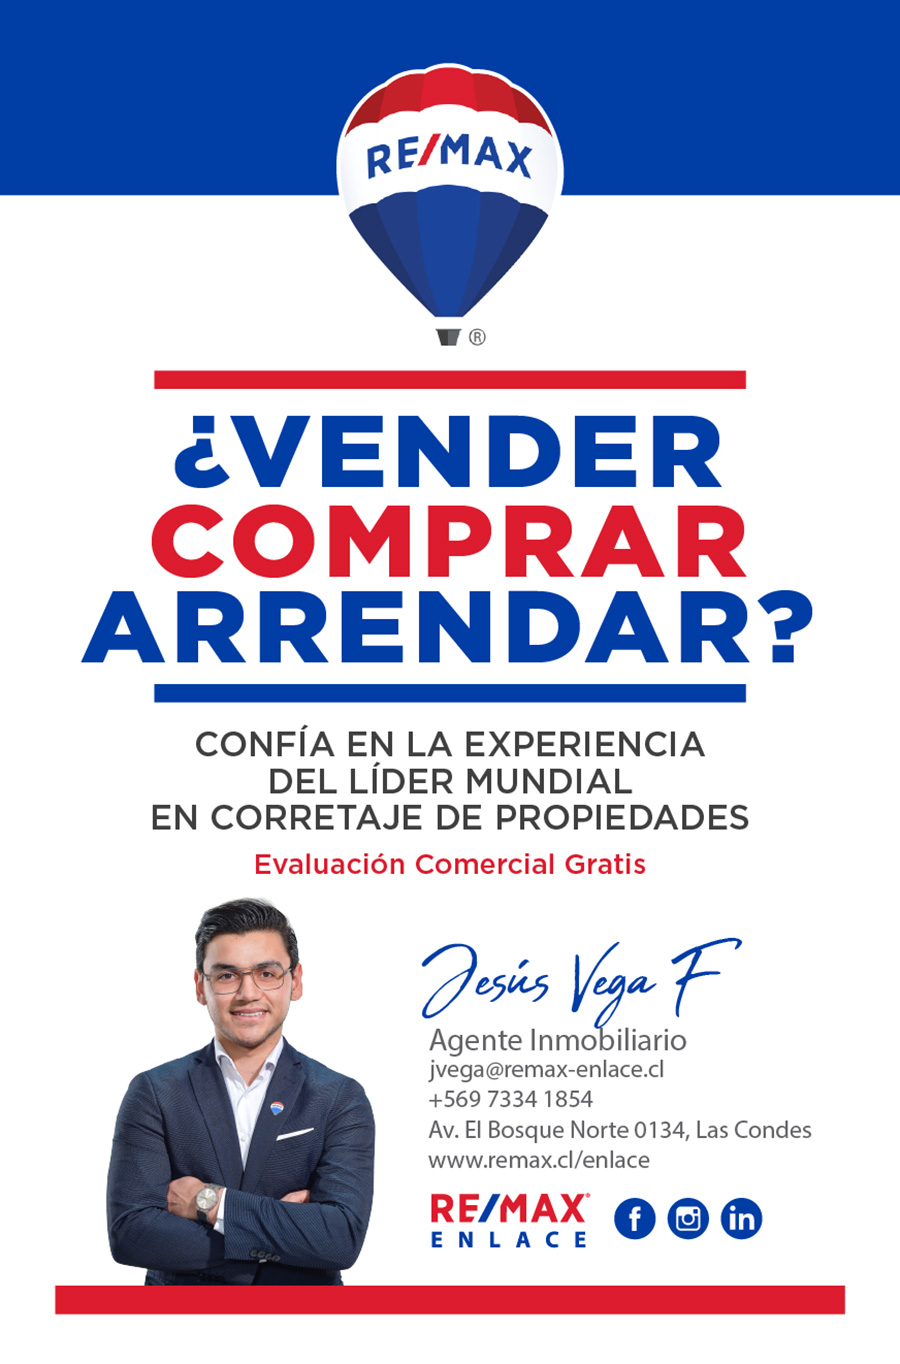 RE/MAX
®
¿VENDER
COMPRAR
ARRENDAR?
CONFÍA EN LA EXPERIENCIA
DEL LÍDER MUNDIAL
EN CORRETAJE DE PROPIEDADES
Evaluación Comercial Gratis
Jesús Vega F
Agente Inmobiliario
jvega@remax-enlace.cl
+569 7334 1854
Av. El Bosque Norte 0134, Las Condes
www.remax.cl/enlace
RE/MAX®
ENLACE